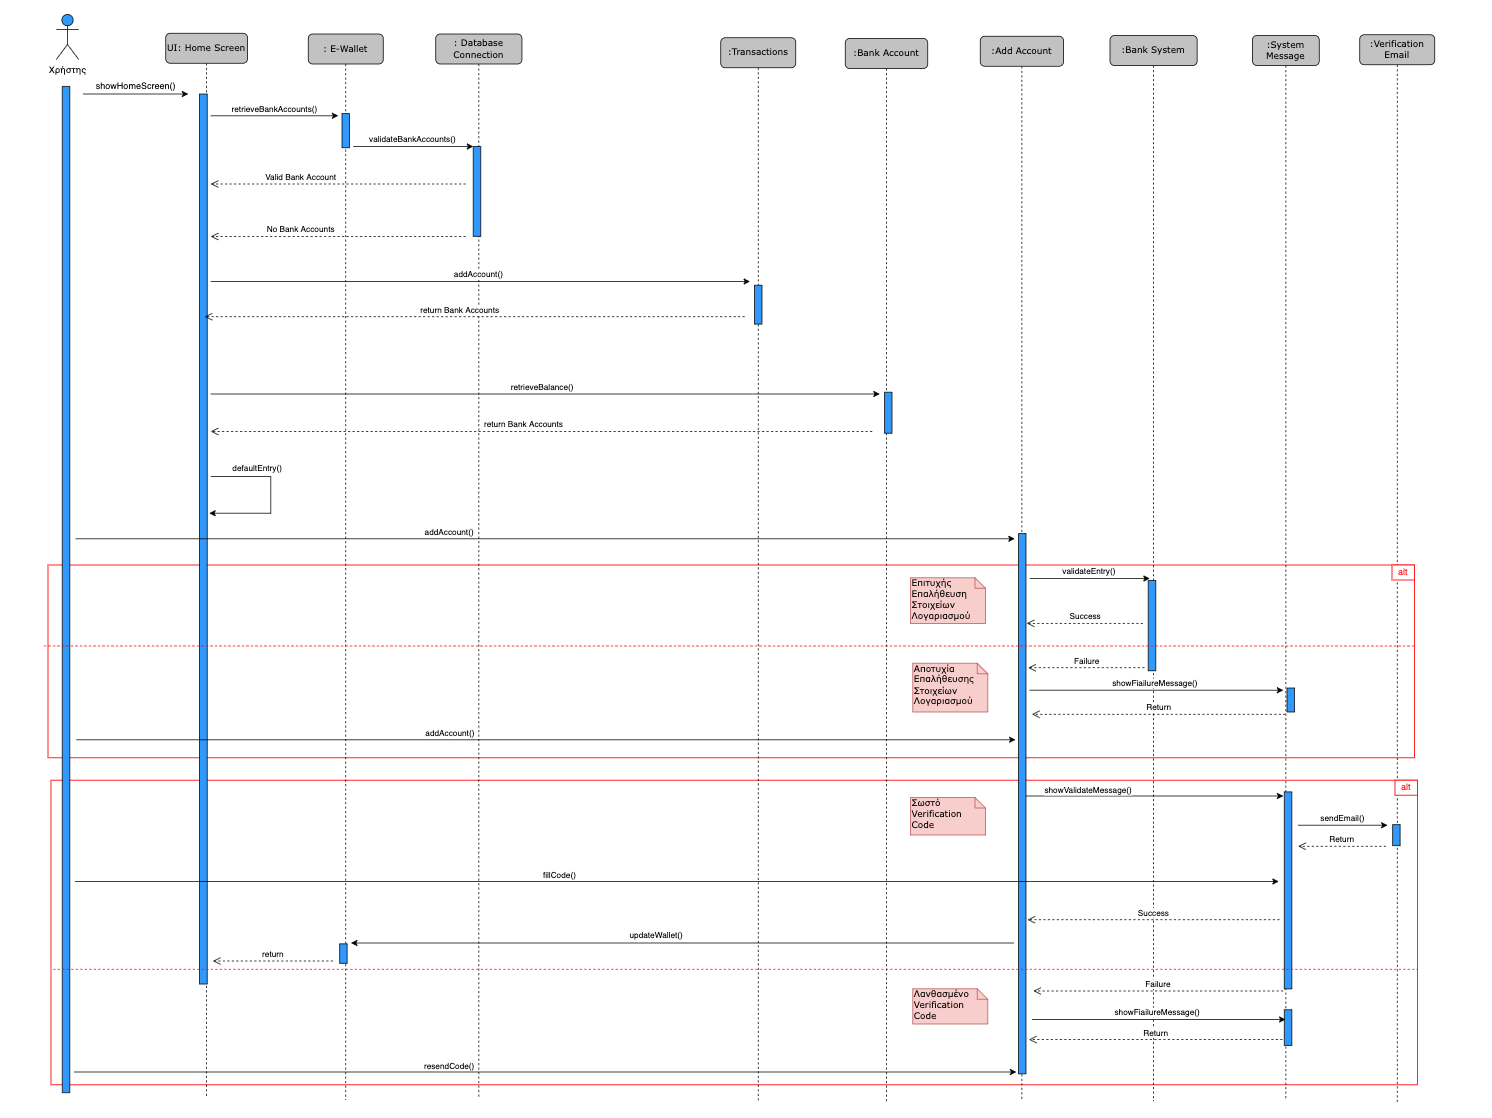 Χρήστης
UI: Home Screen
: E-Wallet
: Database
Connection
:Transactions
:Bank Account
:Add Account
:Bank System
:System
Message
:Verification
Email
showHomeScreen()
retrieveBankAccounts()
validateBankAccounts()
Valid Bank Account
No Bank Accounts
addAccount()
return Bank Accounts
retrieveBalance()
return Bank Accounts
defaultEntry()
addAccount()
alt
validateEntry()
Επιτυχής
Επαλήθευση
Στοιχείων
Λογαριασμού
Success
Failure
Αποτυχία
Επαλήθευσης
Στοιχείων
Λογαριασμού
showFiailureMessage()
Return
addAccount()
alt
showValidateMessage()
Σωστό
Verification
Code
sendEmail()
Return
fillCode()
Success
updateWallet()
return
Failure
Λανθασμένο
Verification
Code
showFiailureMessage()
Return
resendCode()